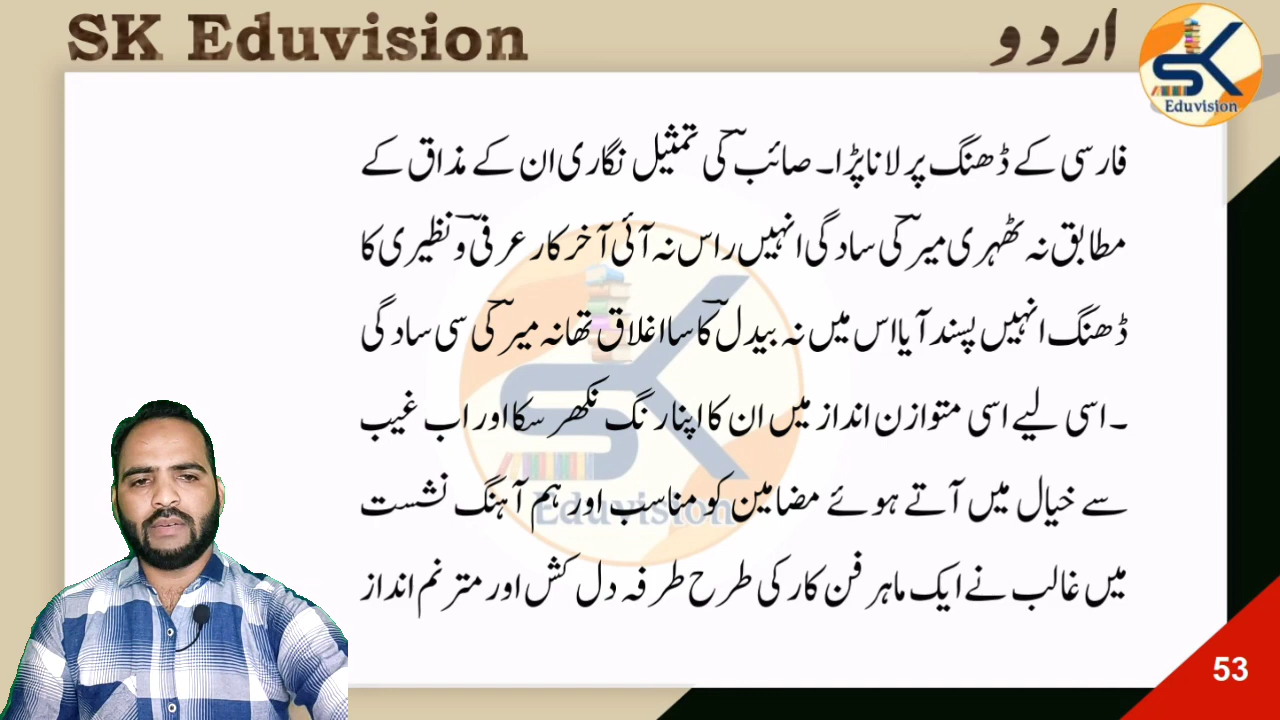 SK Eduvision
اردو
SK
Eduvision
فارسی کے ڈھنگ پر لانا پڑا۔ صائبؔ کی تمثیل نگاری ان کے مذاق کے
مطابق نہ ٹھہری میرؔ کی سادگی انہیں راس نہ آئی آخر کار عرفیؔ و نظیری کا
ڈھنگ انہیں پسند آیا اس میں نہ بیدلؔ کا سا اغلاق تھا نہ میرؔ کی سی سادگی
۔ اسی لیے اسی متوازن انداز میں ان کا اپنا رنگ نکھر سکا اور اب غیب
سے خیال میں آتے ہوئے مضامین کو مناسب اور ہم آہنگ نشست
میں غالب نے ایک ماہر فن کار کی طرح طرفہ دل کش اور مترنم انداز
SK
Eduvision
53